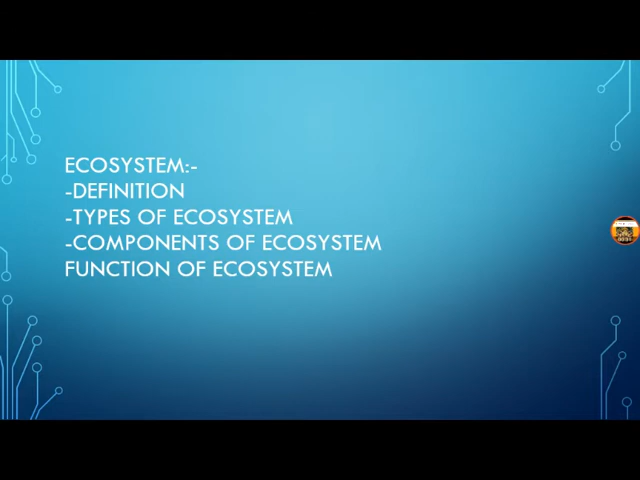 ECOSYSTEM:-
-DEFINITION
-TYPES OF ECOSYSTEM
-COMPONENTS OF ECOSYSTEM
FUNCTION OF ECOSYSTEM